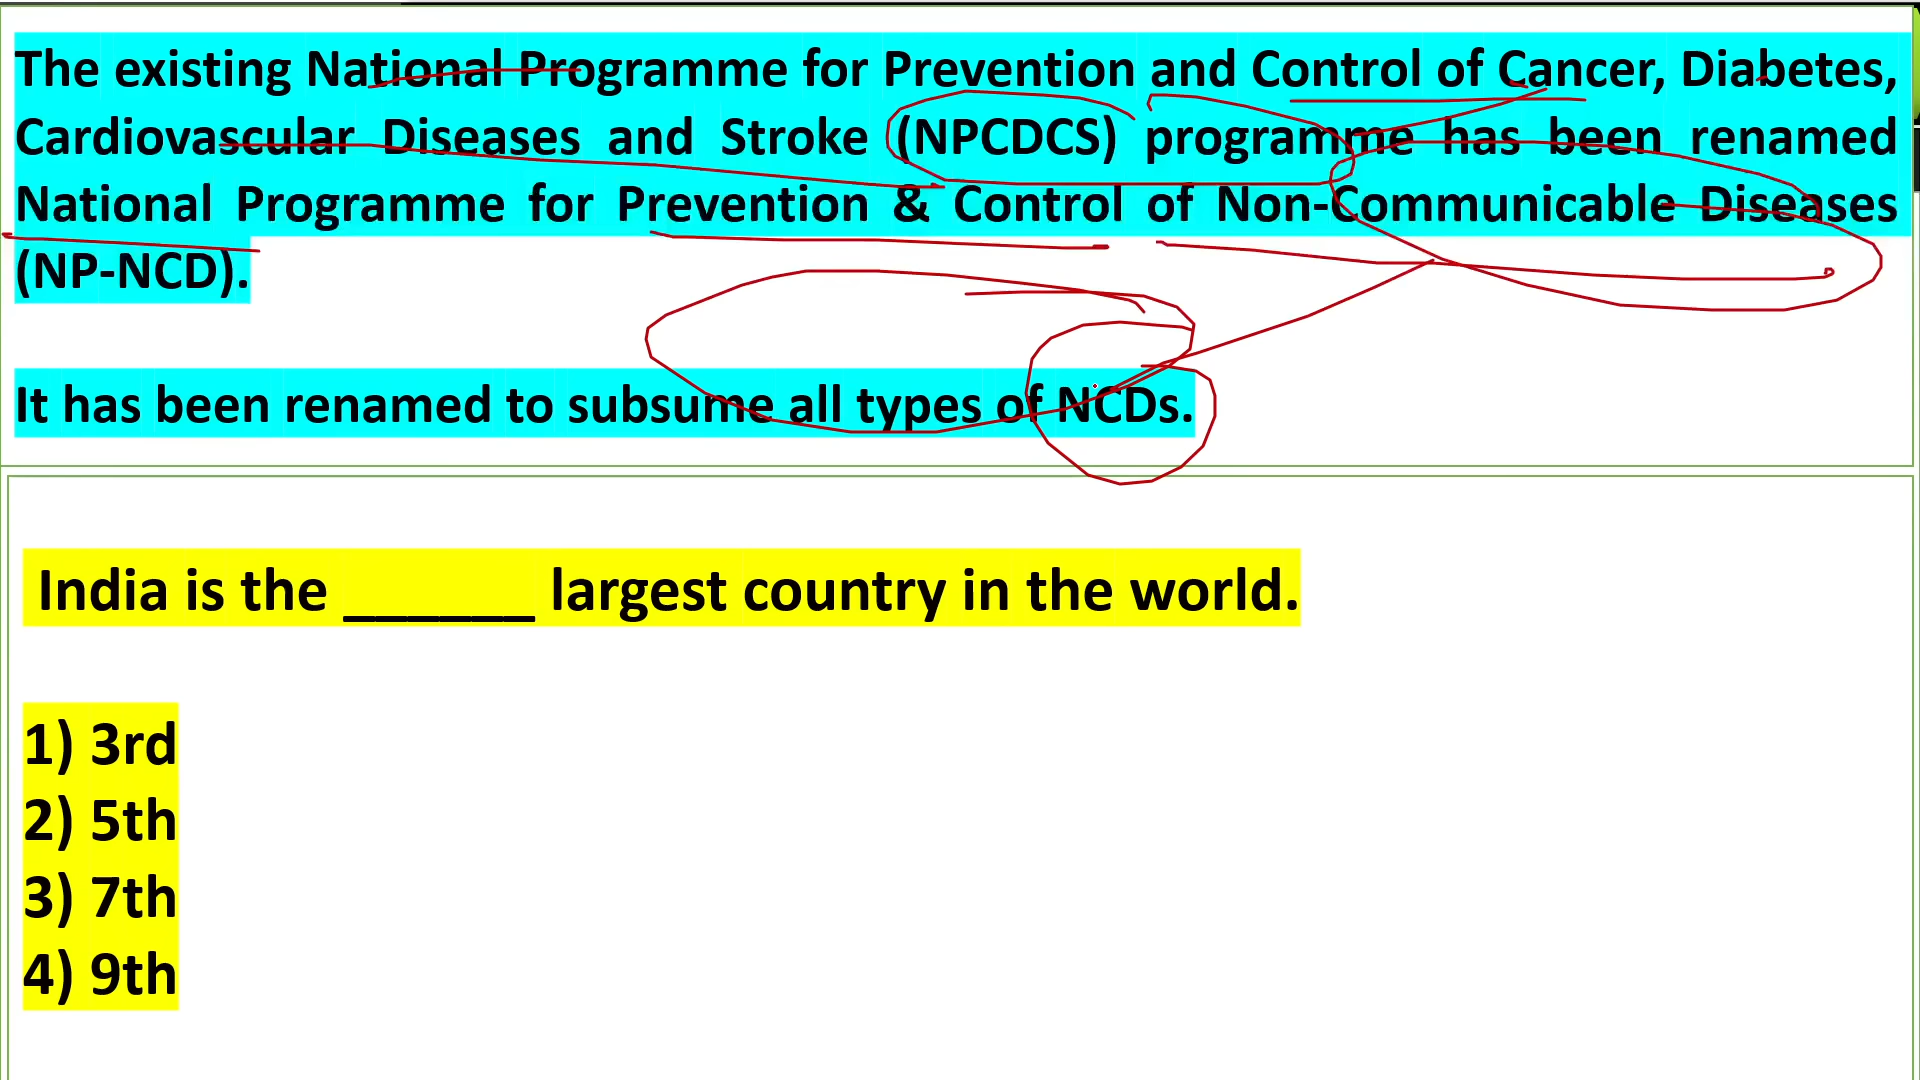 The existing National Programme for Prevention and Control of Cancer, Diabetes,
Cardiovascular Diseases and Stroke (NPCDCS) programme has been renamed
National Programme for Prevention & Control of Non-Communicable Diseases
(NP-NCD).
It has been renamed to subsume all types of NCDs.
India is the ______ largest country in the world.
1) 3rd
2) 5th
3) 7th
4) 9th